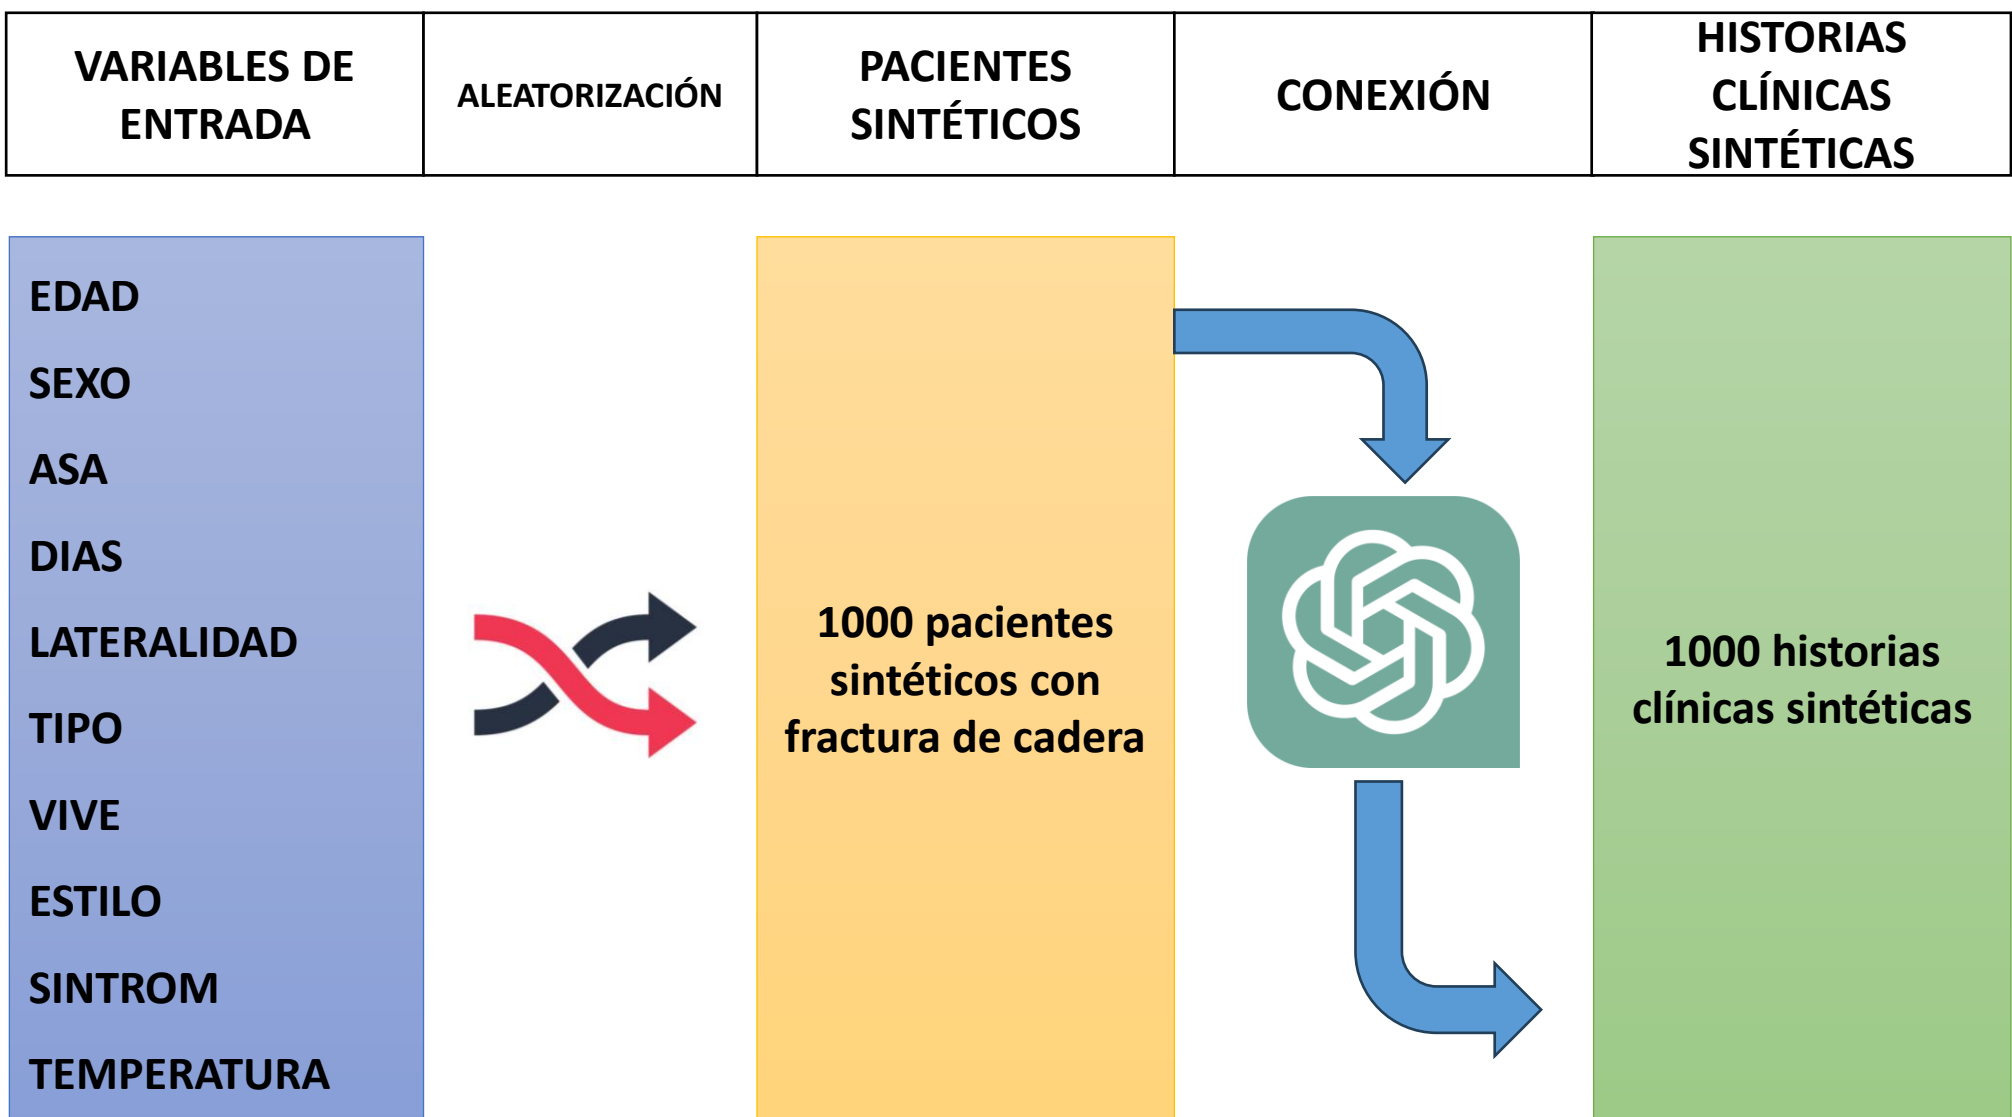 VARIABLES DE
ENTRADA
ALEATORIZACIÓN
PACIENTES
SINTÉTICOS
CONEXIÓN
HISTORIAS
CLÍNICAS
SINTÉTICAS
EDAD
SEXO
ASA
DIAS
LATERALIDAD
TIPO
VIVE
ESTILO
SINTROM
TEMPERATURA
1000 pacientes
sintéticos con
fractura de cadera
1000 historias
clínicas sintéticas